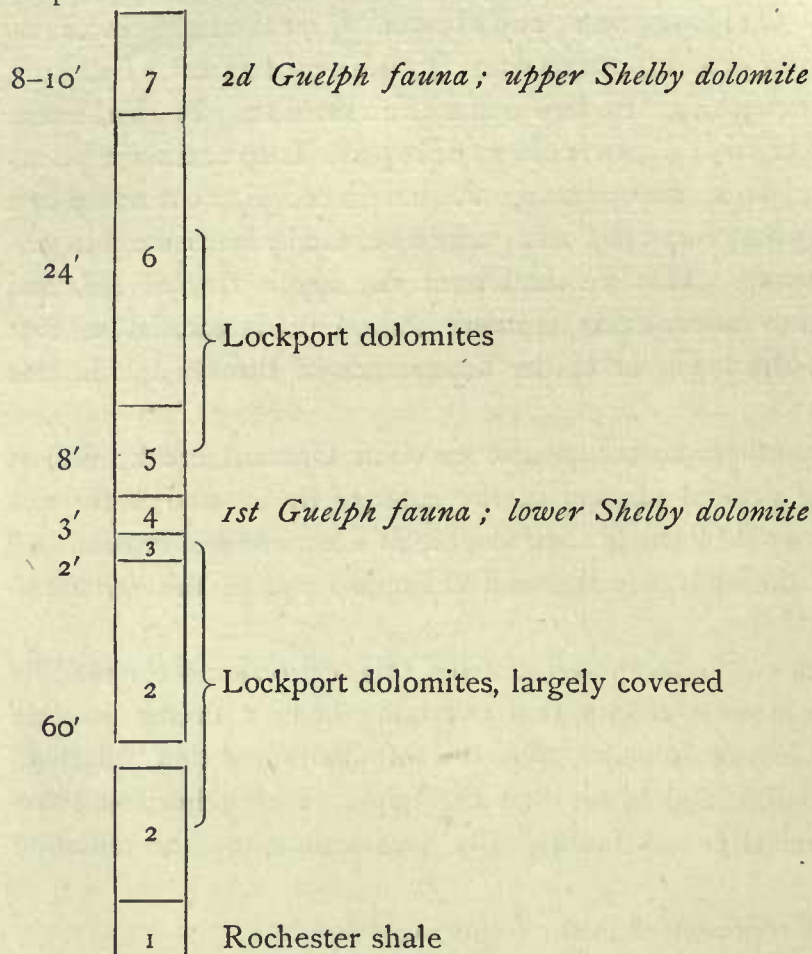 8–10′ 7 2d Guelph fauna; upper Shelby dolomite
24′ 6
Lockport dolomites
8′ 5
3′ 4 1st Guelph fauna; lower Shelby dolomite
2′ 3
2 Lockport dolomites, largely covered
60′
2
1 Rochester shale